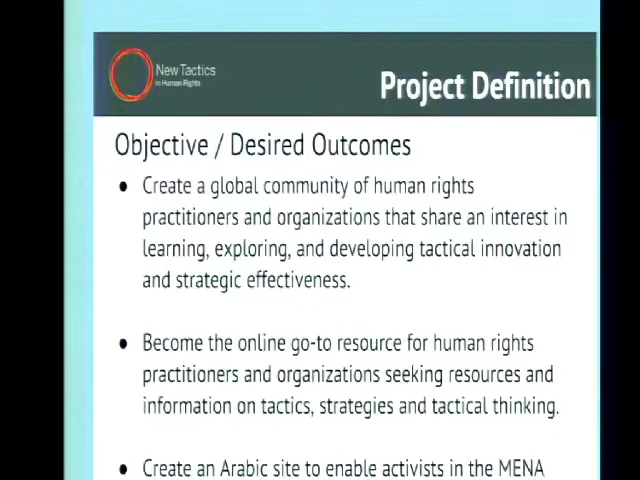 New Tactics
in Human Rights
Project Definition
Objective / Desired Outcomes
• Create a global community of human rights
practitioners and organizations that share an interest in
learning, exploring, and developing tactical innovation
and strategic effectiveness.
• Become the online go-to resource for human rights
practitioners and organizations seeking resources and
information on tactics, strategies and tactical thinking.
• Create an Arabic site to enable activists in the MENA